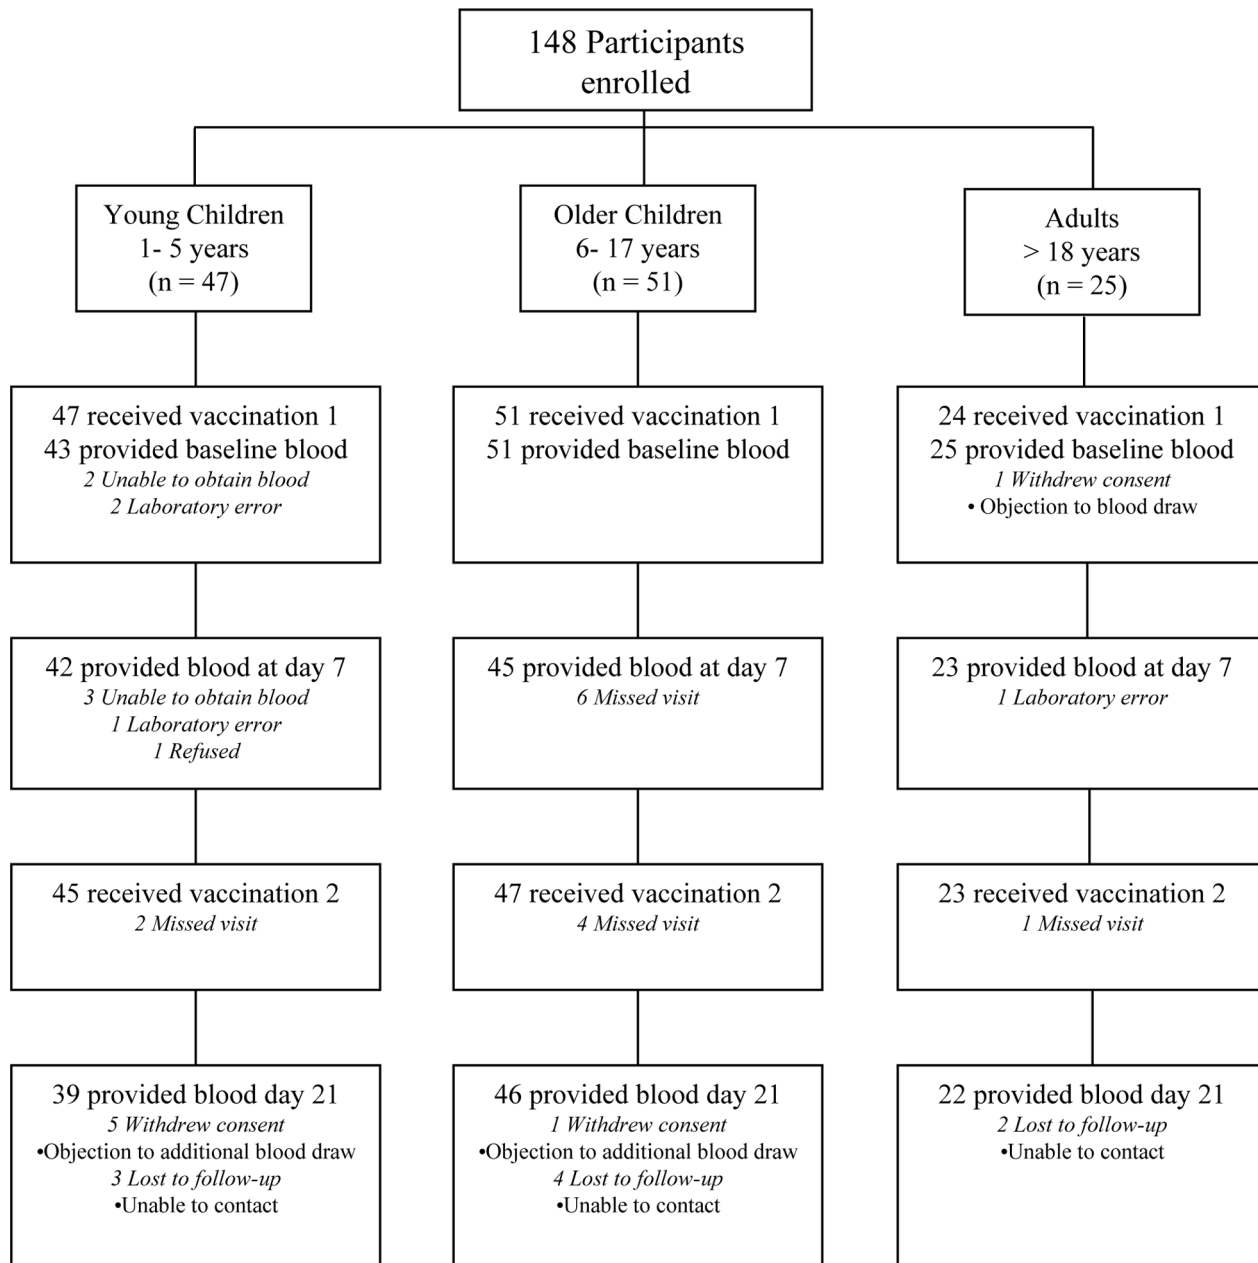 148 Participants
enrolled
Young Children
1- 5 years
(n = 47)
Older Children
6- 17 years
(n = 51)
Adults
> 18 years
(n = 25)
47 received vaccination 1
43 provided baseline blood
2 Unable to obtain blood
2 Laboratory error
51 received vaccination 1
51 provided baseline blood
24 received vaccination 1
25 provided baseline blood
1 Withdrew consent
• Objection to blood draw
42 provided blood at day 7
3 Unable to obtain blood
1 Laboratory error
1 Refused
45 provided blood at day 7
6 Missed visit
23 provided blood at day 7
1 Laboratory error
45 received vaccination 2
2 Missed visit
47 received vaccination 2
4 Missed visit
23 received vaccination 2
1 Missed visit
39 provided blood day 21
5 Withdrew consent
•Objection to additional blood draw
3 Lost to follow-up
•Unable to contact
46 provided blood day 21
1 Withdrew consent
•Objection to additional blood draw
4 Lost to follow-up
•Unable to contact
22 provided blood day 21
2 Lost to follow-up
•Unable to contact